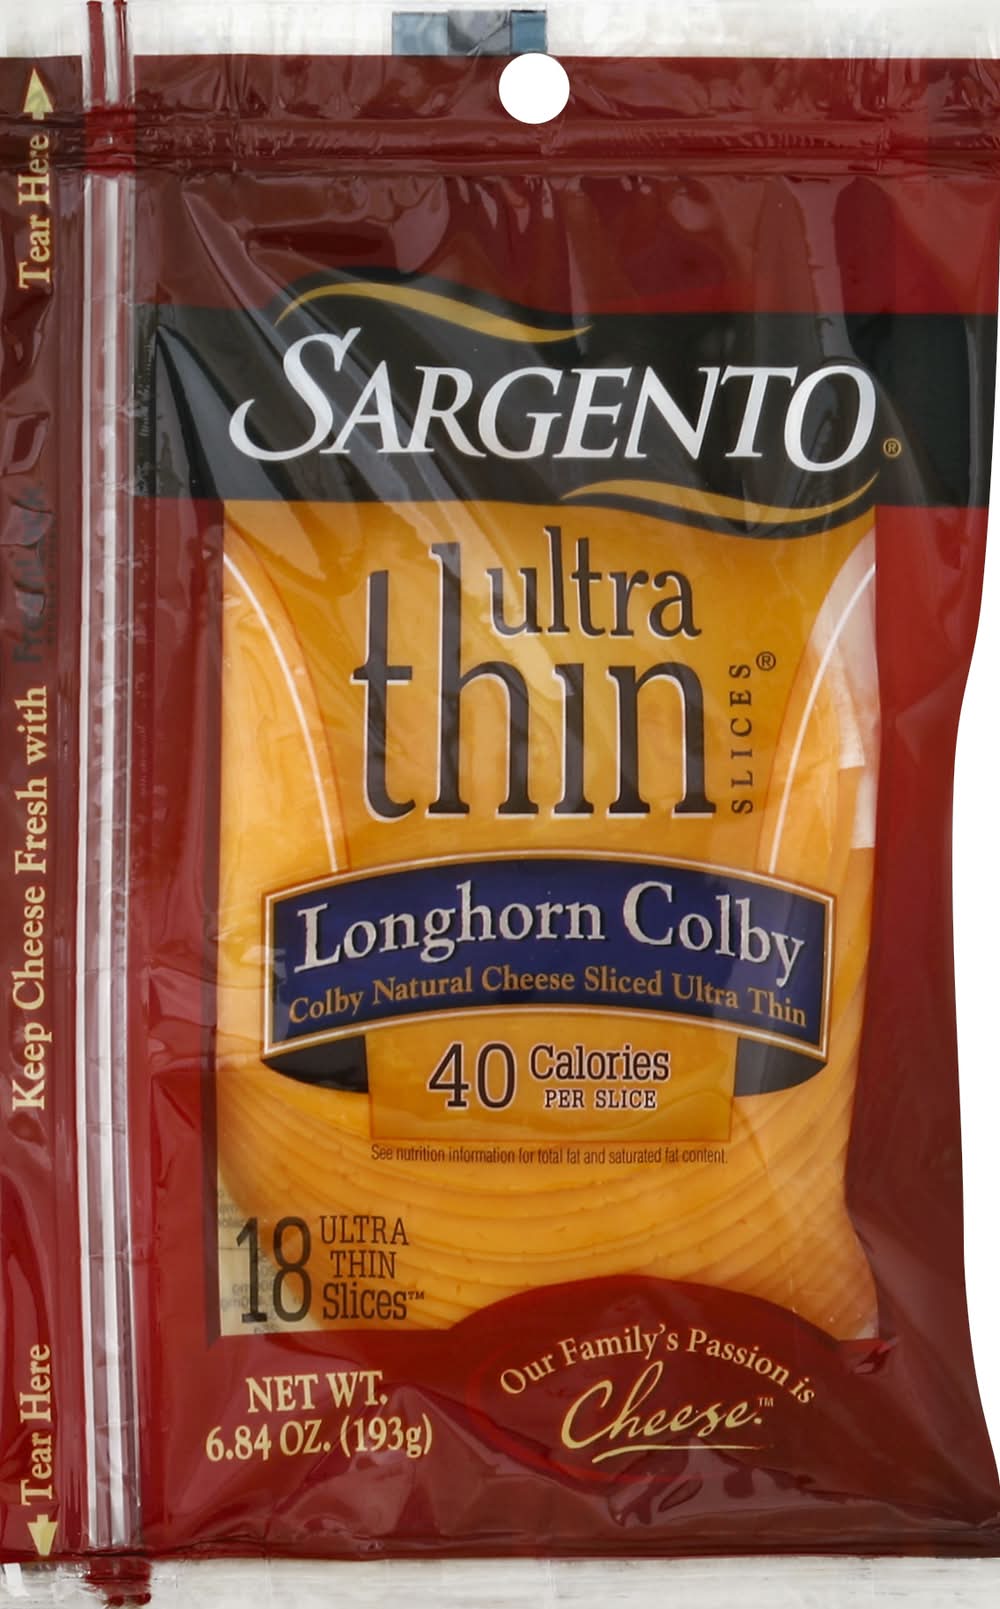 Tear Here
Keep Cheese Fresh with Fresh-Lock
Tear Here
SARGENTO®
ultra
thin
SLICES®
Longhorn Colby
Colby Natural Cheese Sliced Ultra Thin
40 Calories
PER SLICE
See nutrition information for total fat and saturated fat content.
18 ULTRA
THIN
Slices™
NET WT.
6.84 OZ. (193g)
Our Family's Passion is
Cheese.™